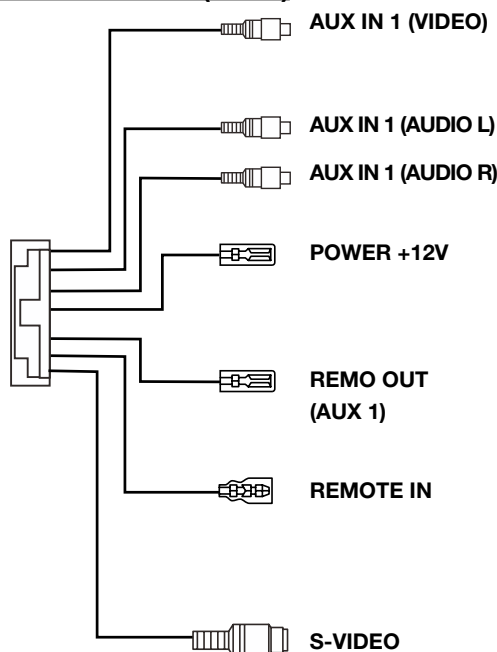 AUX IN 1 (VIDEO)
AUX IN 1 (AUDIO L)
AUX IN 1 (AUDIO R)
POWER +12V
REMO OUT
(AUX 1)
REMOTE IN
S-VIDEO